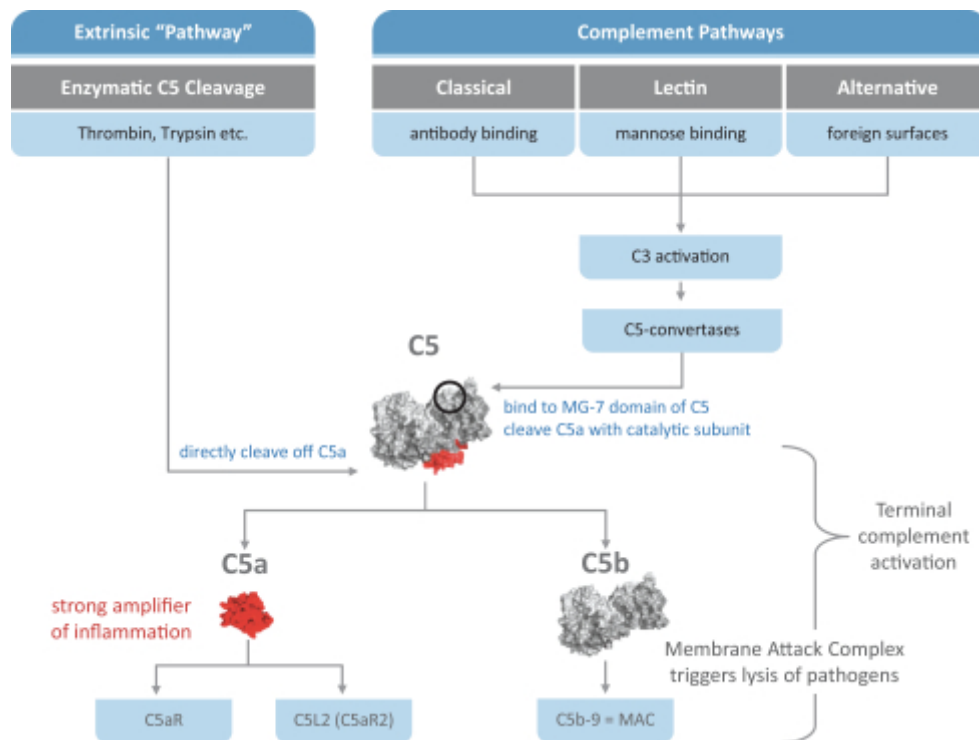 Extrinsic “Pathway”
Enzymatic C5 Cleavage
Thrombin, Trypsin etc.
Complement Pathways
Classical
Lectin
Alternative
antibody binding
mannose binding
foreign surfaces
C3 activation
C5-convertases
C5
bind to MG-7 domain of C5
cleave C5a with catalytic subunit
directly cleave off C5a
Terminal
complement
activation
C5a
C5b
strong amplifier
of inflammation
Membrane Attack Complex
triggers lysis of pathogens
C5aR
C5L2 (C5aR2)
C5b-9 = MAC